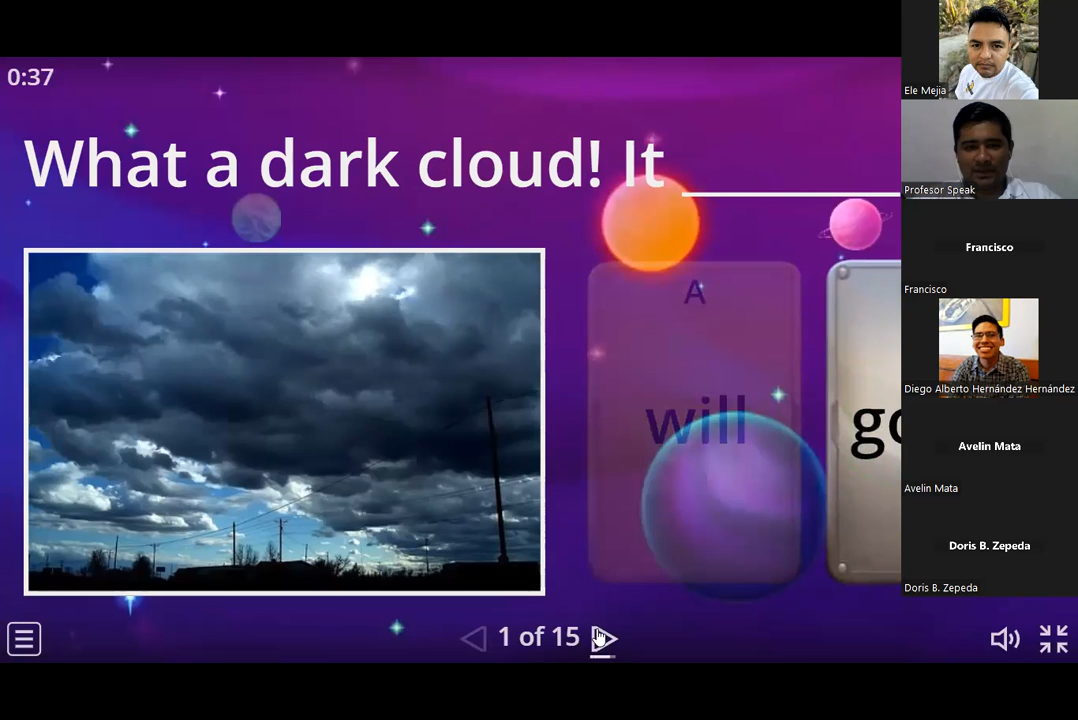 0:37
What a dark cloud! It
A
will
1 of 15
Ele Mejia
Profesor Speak
Francisco
Francisco
Diego Alberto Hernández Hernández
Avelin Mata
Avelin Mata
Doris B. Zepeda
Doris B. Zepeda